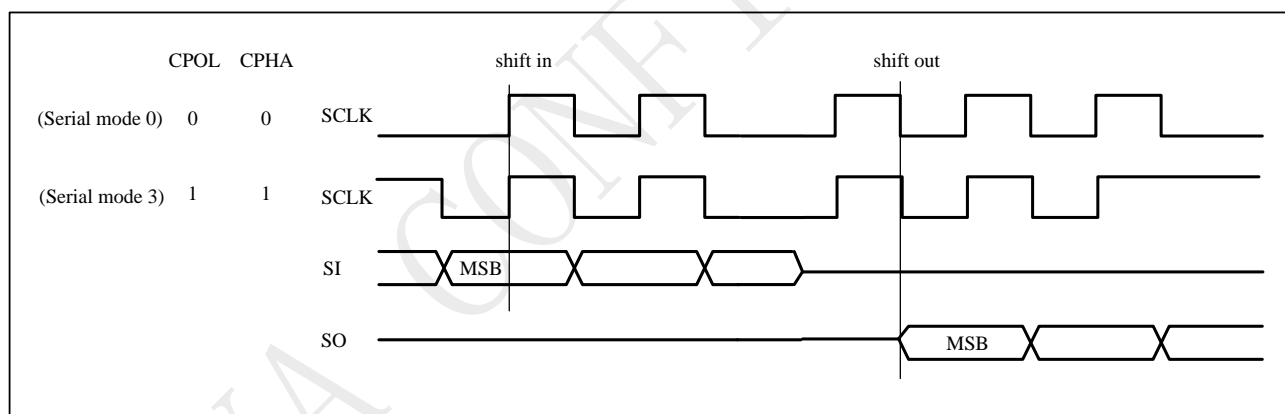 CPOL CPHA shift in shift out
(Serial mode 0) 0 0 SCLK
(Serial mode 3) 1 1 SCLK
SI MSB
SO MSB